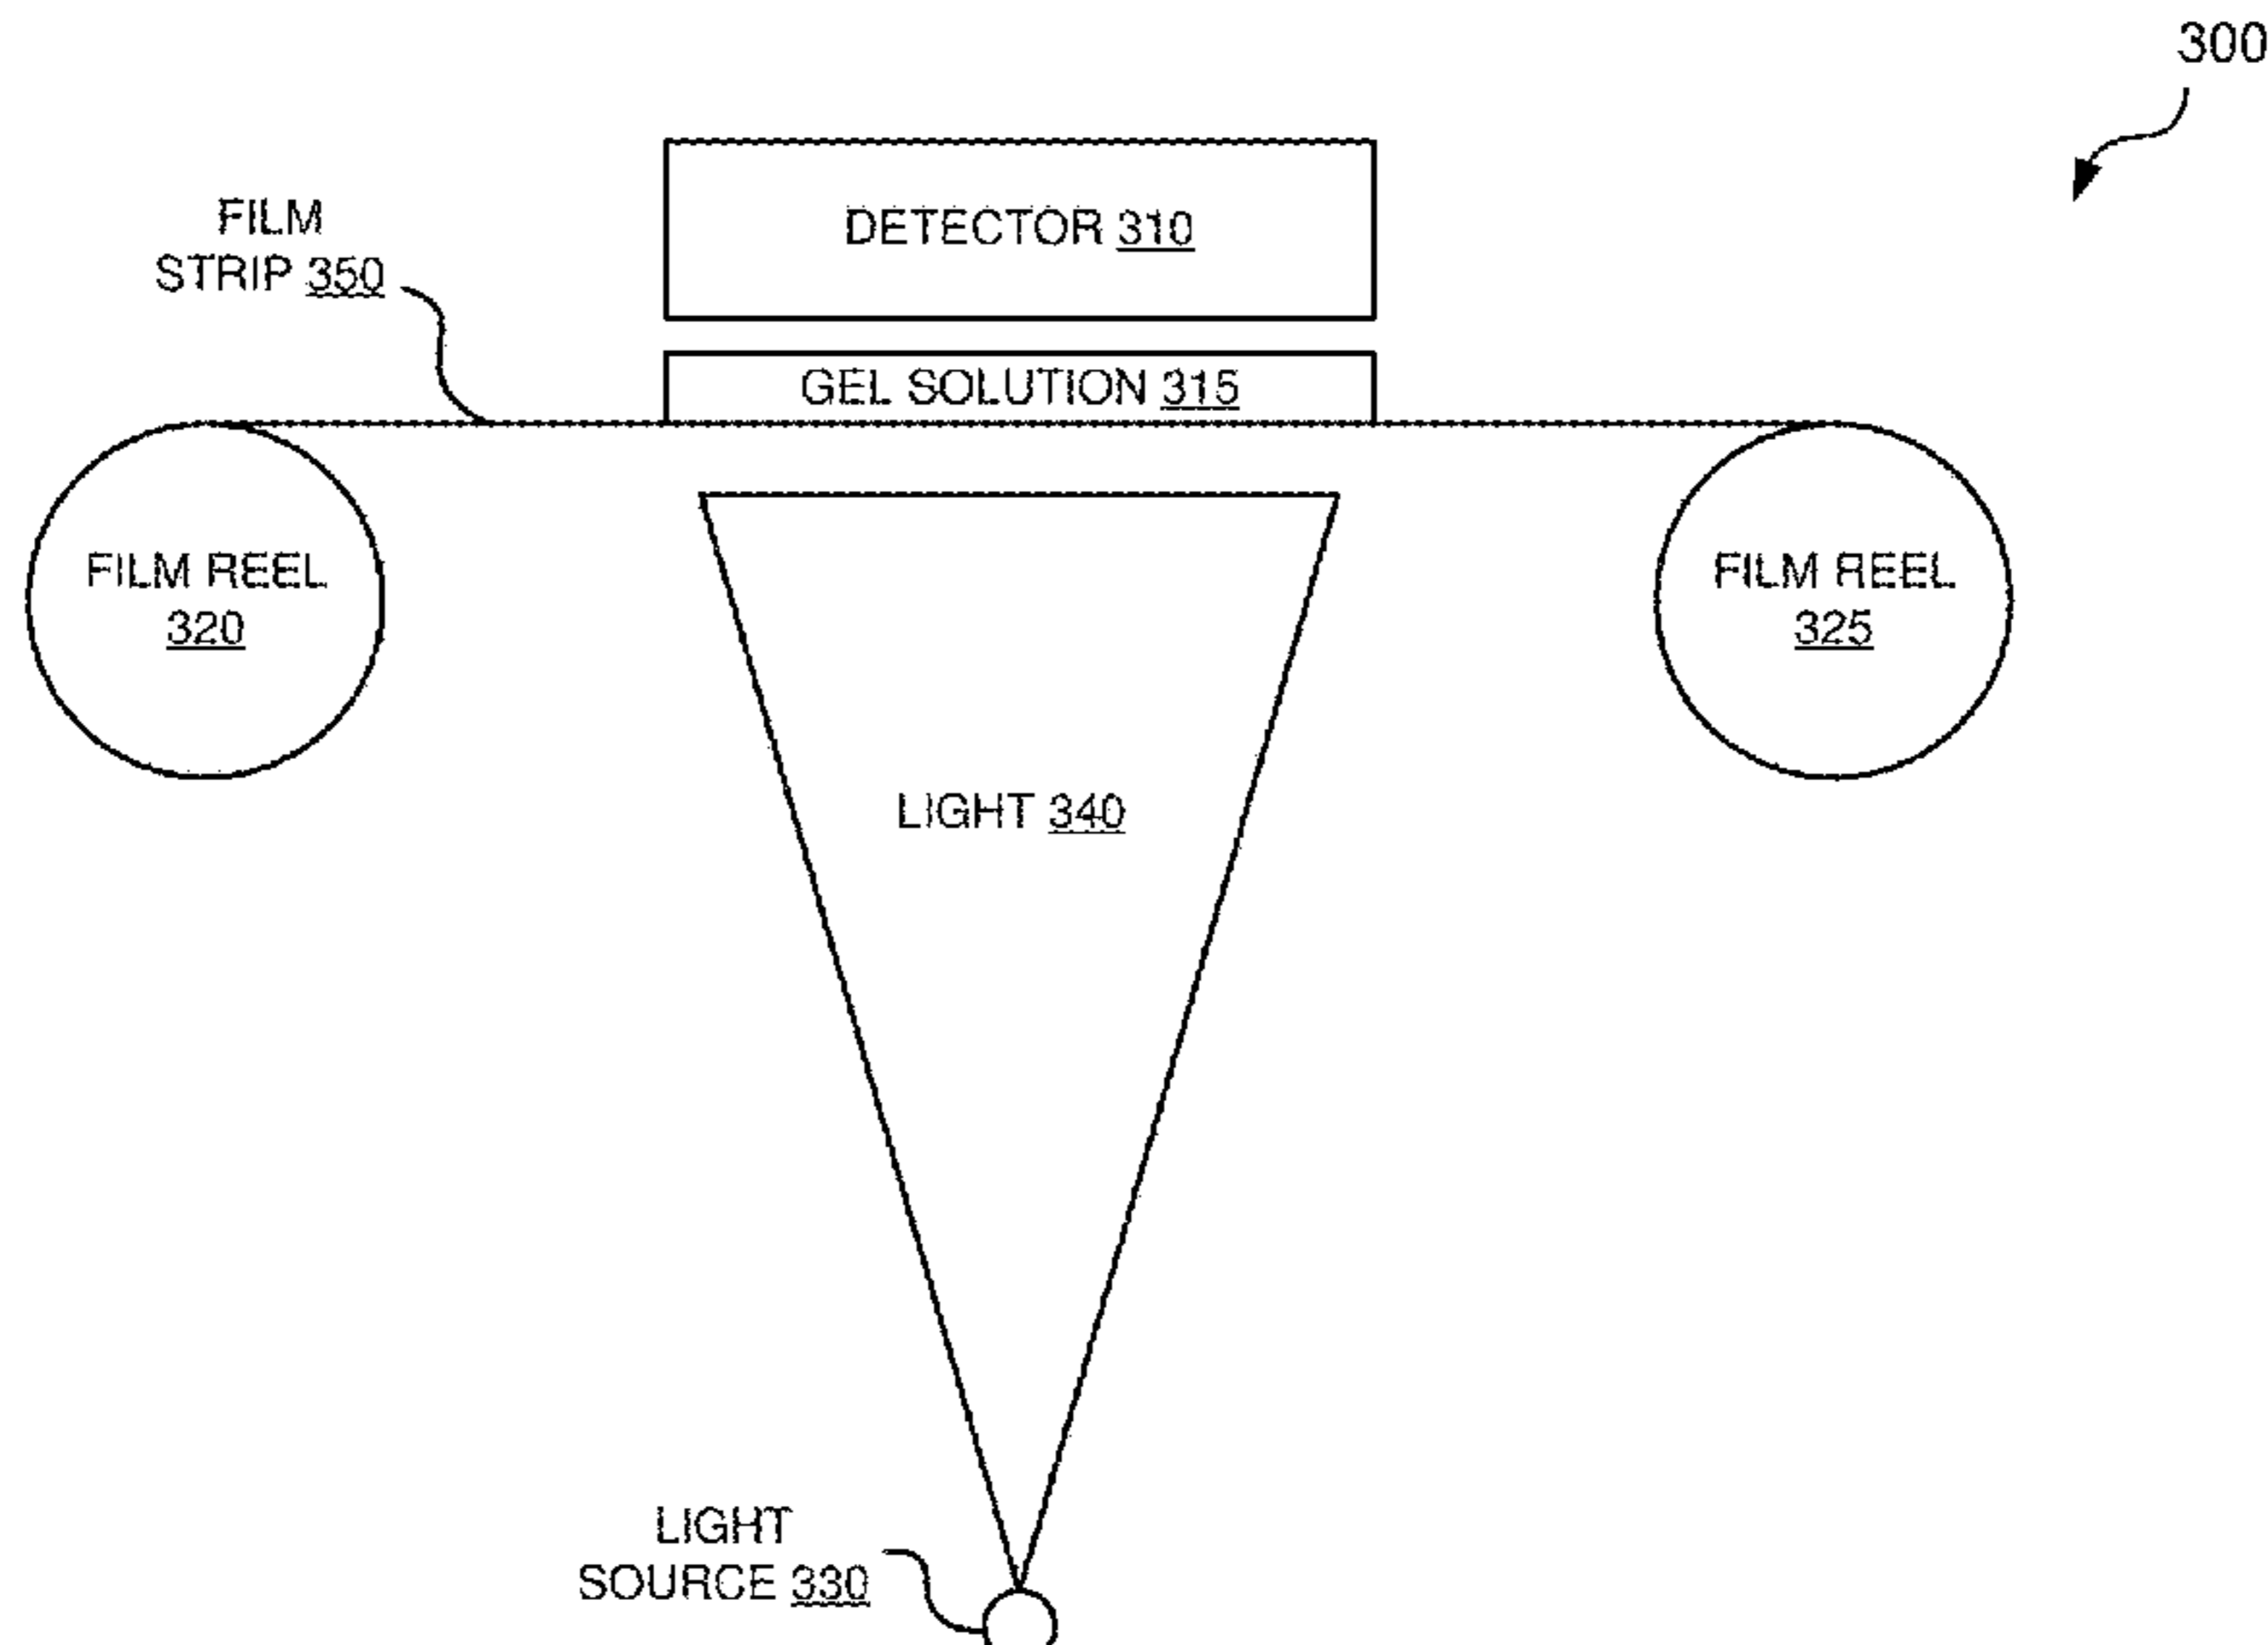 300
DETECTOR 310
FILM
STRIP 350
GEL SOLUTION 315
FILM REEL
320
FILM REEL
325
LIGHT 340
LIGHT
SOURCE 330